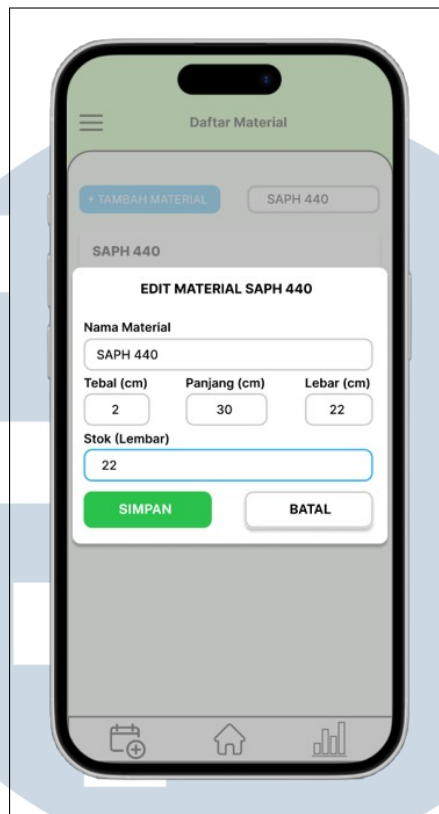 Daftar Material
+ TAMBAH MATERIAL SAPH 440
SAPH 440
EDIT MATERIAL SAPH 440
Nama Material
SAPH 440
Tebal (cm) Panjang (cm) Lebar (cm)
2 30 22
Stok (Lembar)
22
SIMPAN BATAL